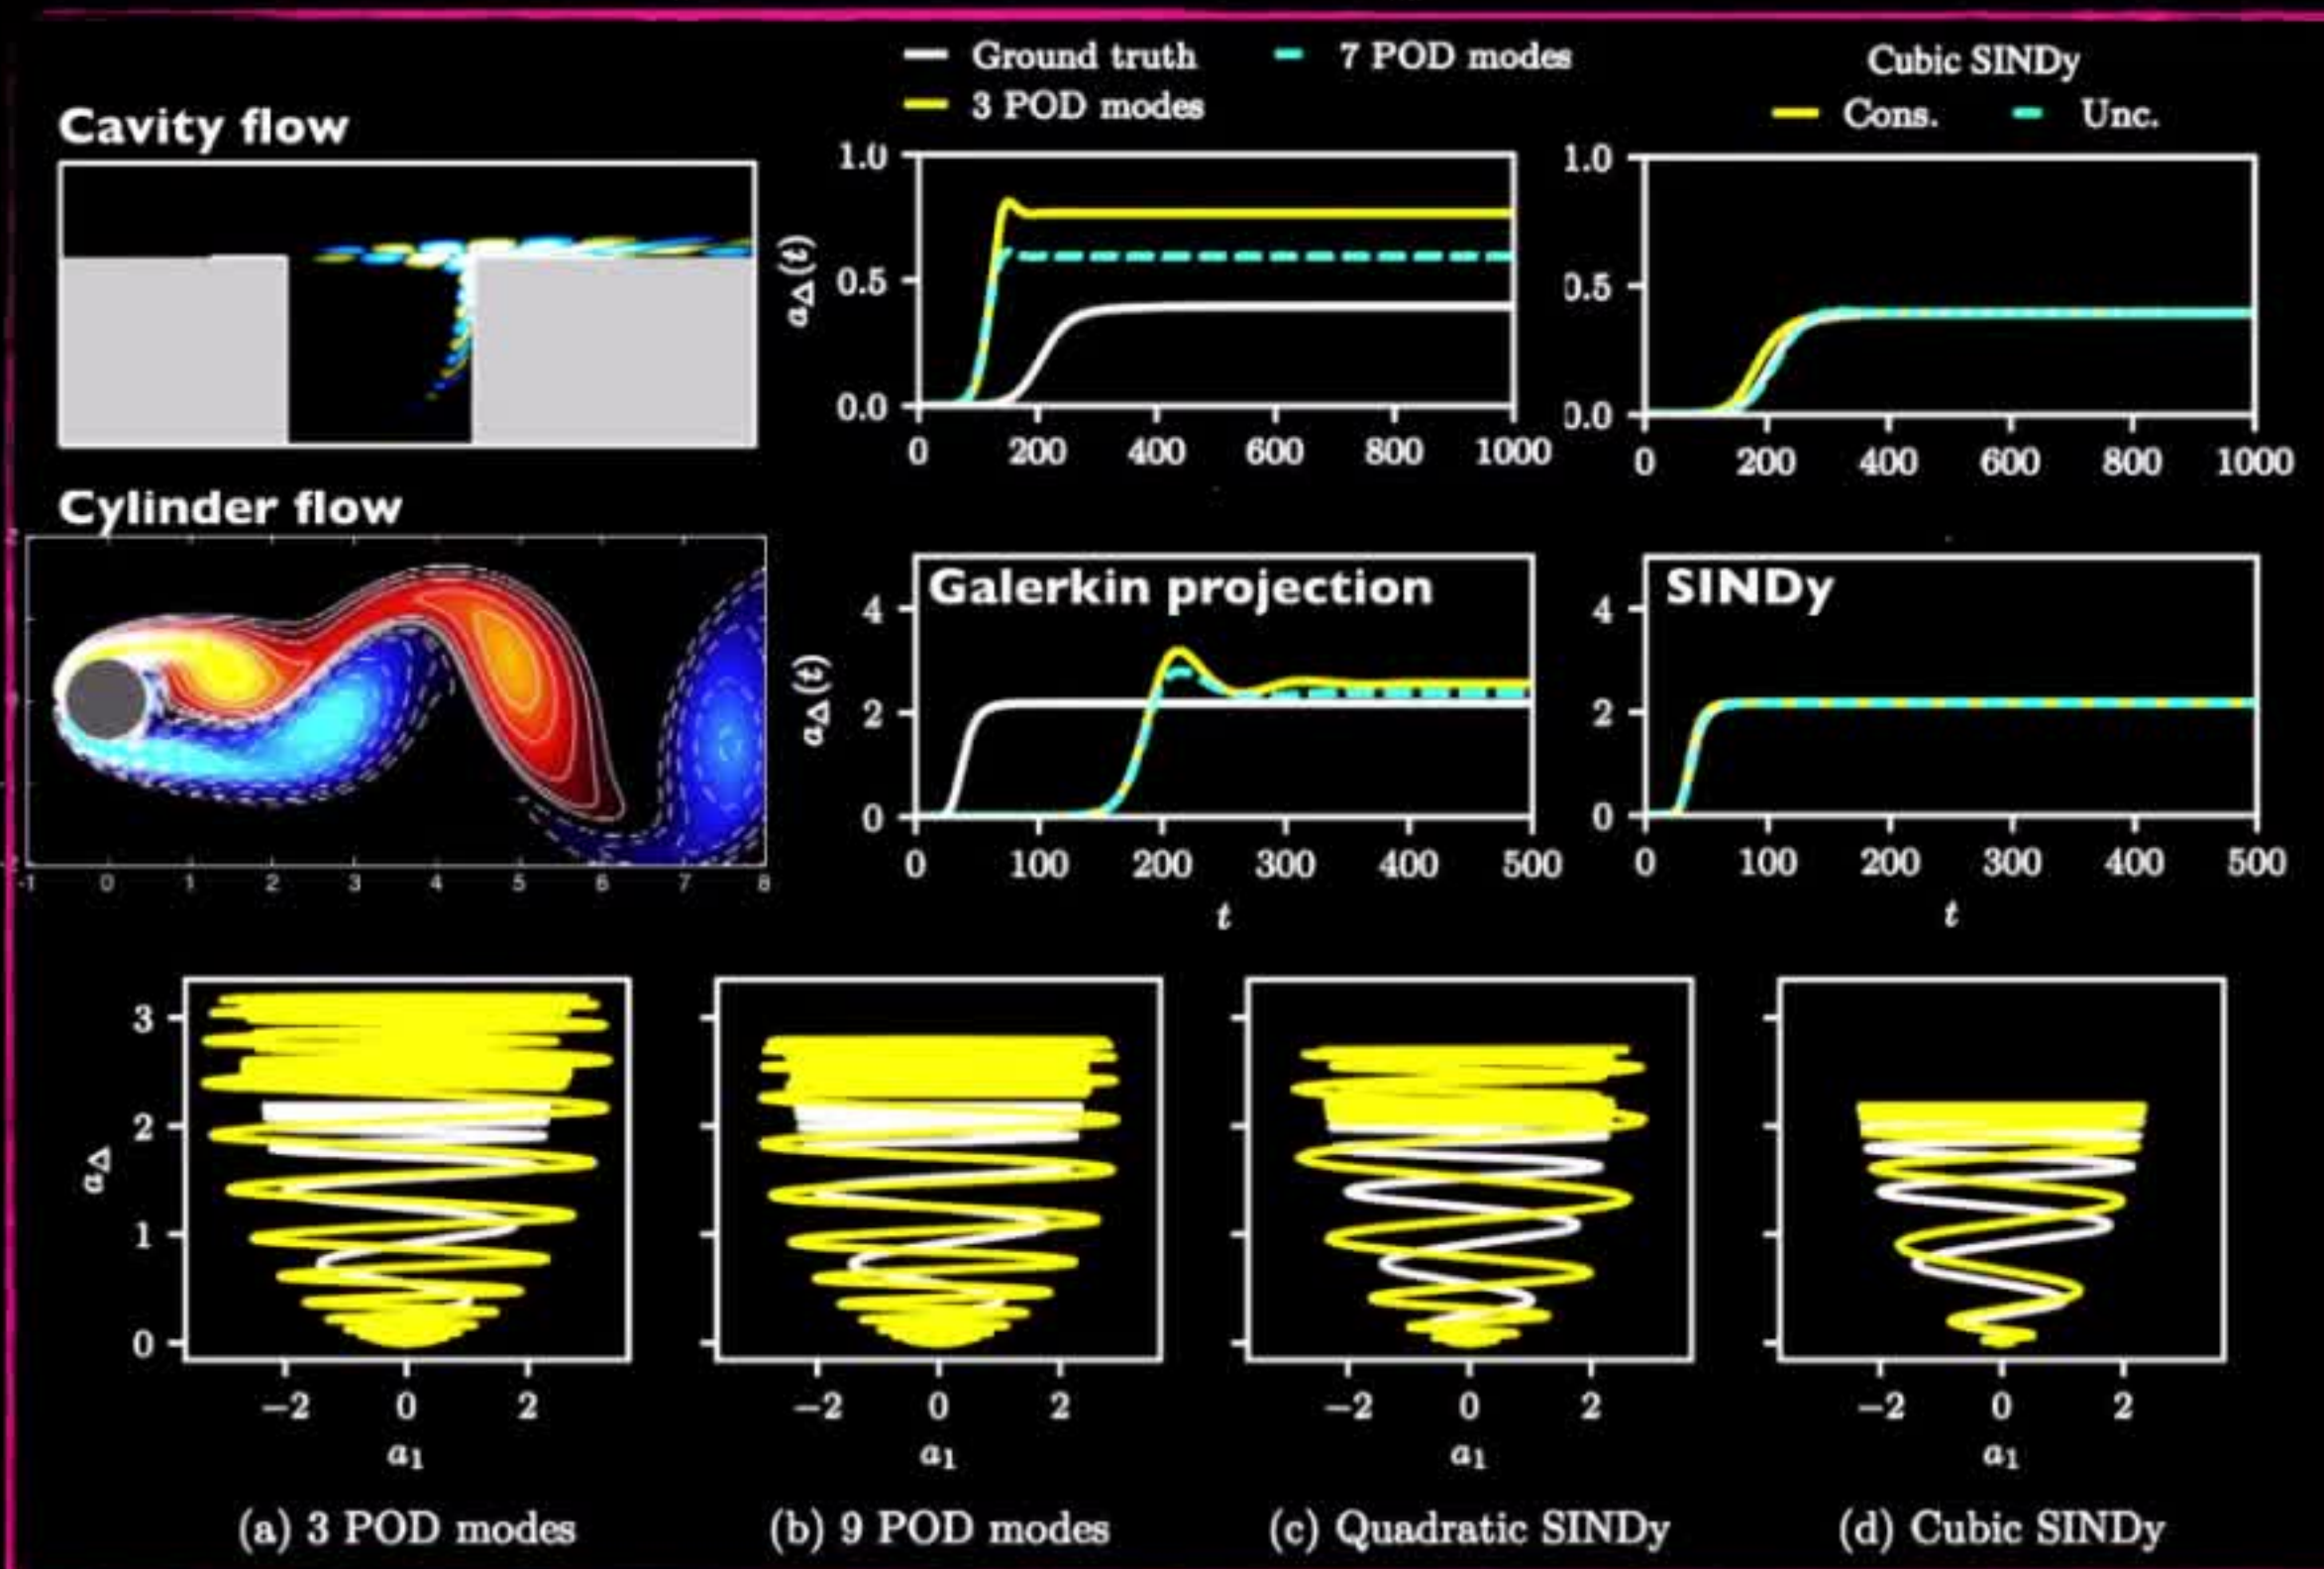 Ground truth
7 POD modes
3 POD modes
Cubic SINDy
Cons.
Unc.
Cavity flow
1.0
0.5
0.0
a_Δ(t)
0 200 400 600 800 1000
1.0
0.5
0.0
0 200 400 600 800 1000
Cylinder flow
-1 0 1 2 3 4 5 6 7 8
Galerkin projection
4
2
0
a_Δ(t)
0 100 200 300 400 500
t
SINDy
4
2
0
0 100 200 300 400 500
t
3
2
1
0
a_Δ
−2 0 2
a₁
(a) 3 POD modes
−2 0 2
a₁
(b) 9 POD modes
−2 0 2
a₁
(c) Quadratic SINDy
−2 0 2
a₁
(d) Cubic SINDy